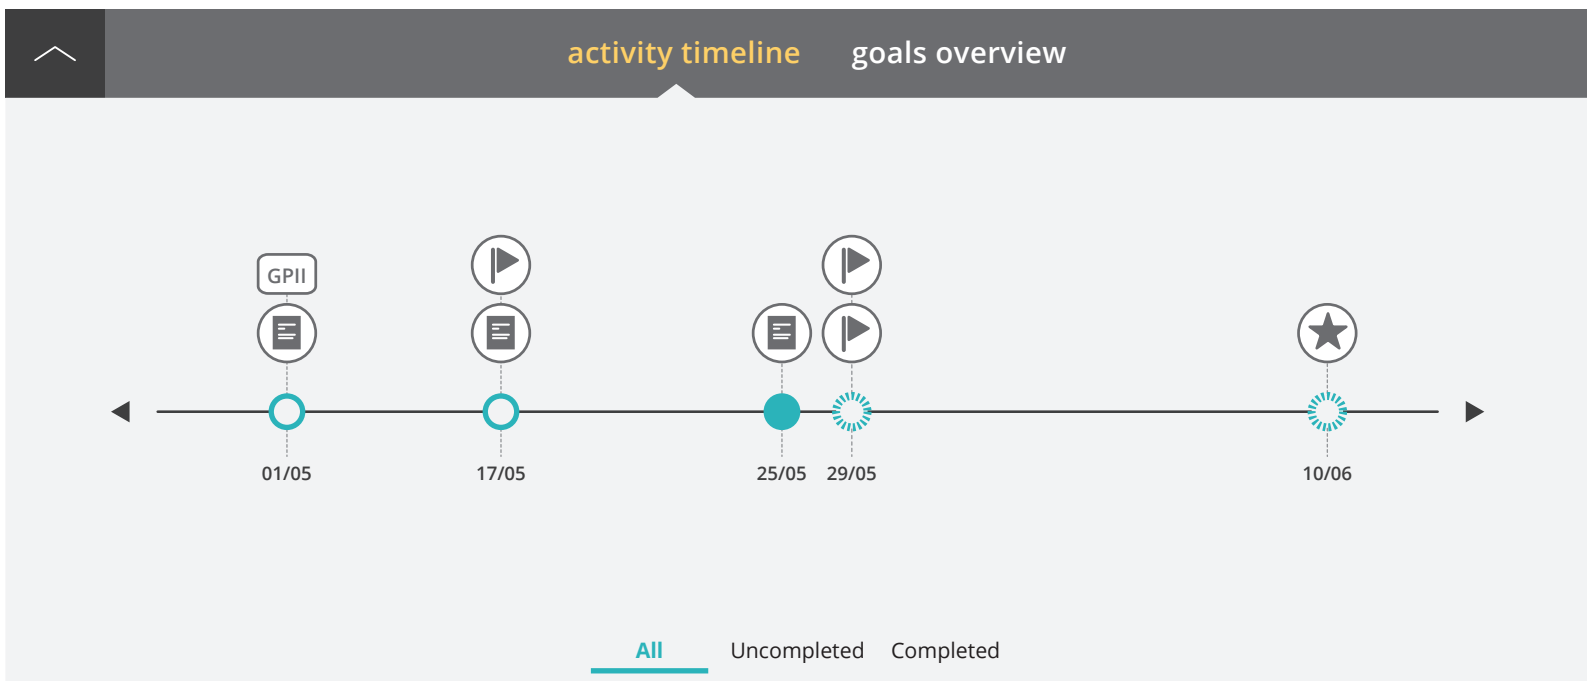 activity timeline goals overview
GPII
01/05 17/05 25/05 29/05 10/06
All Uncompleted Completed